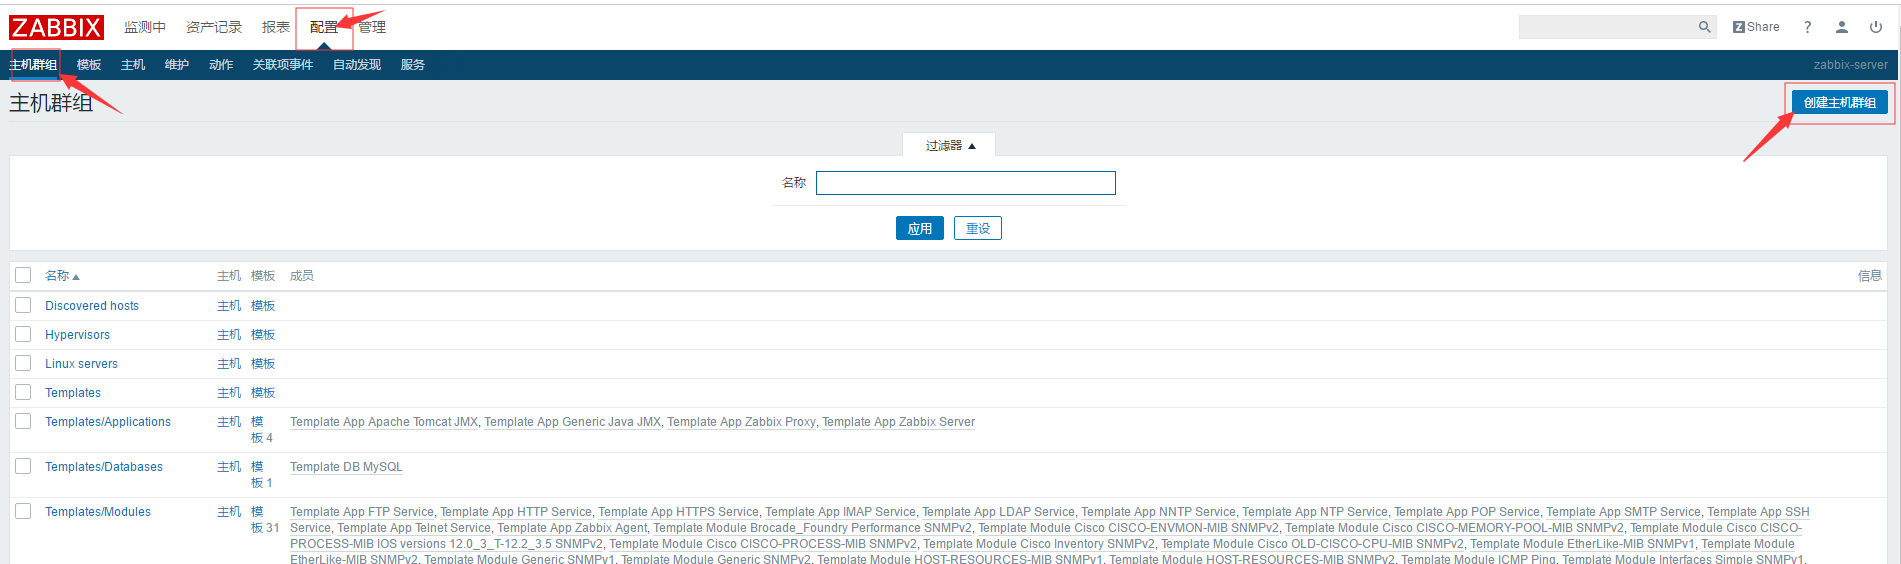 ZABBIX 监测中 资产记录 报表 配置 管理 Z Share ?
主机群组 模板 主机 维护 动作 关联项事件 自动发现 服务 zabbix-server
主机群组 创建主机群组
过滤器 ▲
名称
应用 重设
名称 ▲ 主机 模板 成员 信息
Discovered hosts 主机 模板
Hypervisors 主机 模板
Linux servers 主机 模板
Templates 主机 模板
Templates/Applications 主机 模 Template App Apache Tomcat JMX, Template App Generic Java JMX, Template App Zabbix Proxy, Template App Zabbix Server
板 4
Templates/Databases 主机 模 Template DB MySQL
板 1
Templates/Modules 主机 模 Template App FTP Service, Template App HTTP Service, Template App HTTPS Service, Template App IMAP Service, Template App LDAP Service, Template App NNTP Service, Template App NTP Service, Template App POP Service, Template App SMTP Service, Template App SSH
板 31 Service, Template App Telnet Service, Template App Zabbix Agent, Template Module Brocade_Foundry Performance SNMPv2, Template Module Cisco CISCO-ENVMON-MIB SNMPv2, Template Module Cisco CISCO-MEMORY-POOL-MIB SNMPv2, Template Module Cisco CISCO-
PROCESS-MIB IOS versions 12.0_3_T-12.2_3.5 SNMPv2, Template Module Cisco CISCO-PROCESS-MIB SNMPv2, Template Module Cisco Inventory SNMPv2, Template Module Cisco OLD-CISCO-CPU-MIB SNMPv2, Template Module EtherLike-MIB SNMPv1, Template Module
EtherLike-MIB SNMPv2, Template Module Generic SNMPv1, Template Module Generic SNMPv2, Template Module HOST-RESOURCES-MIB SNMPv1, Template Module HOST-RESOURCES-MIB SNMPv2, Template Module ICMP Ping, Template Module Interfaces Simple SNMPv1,